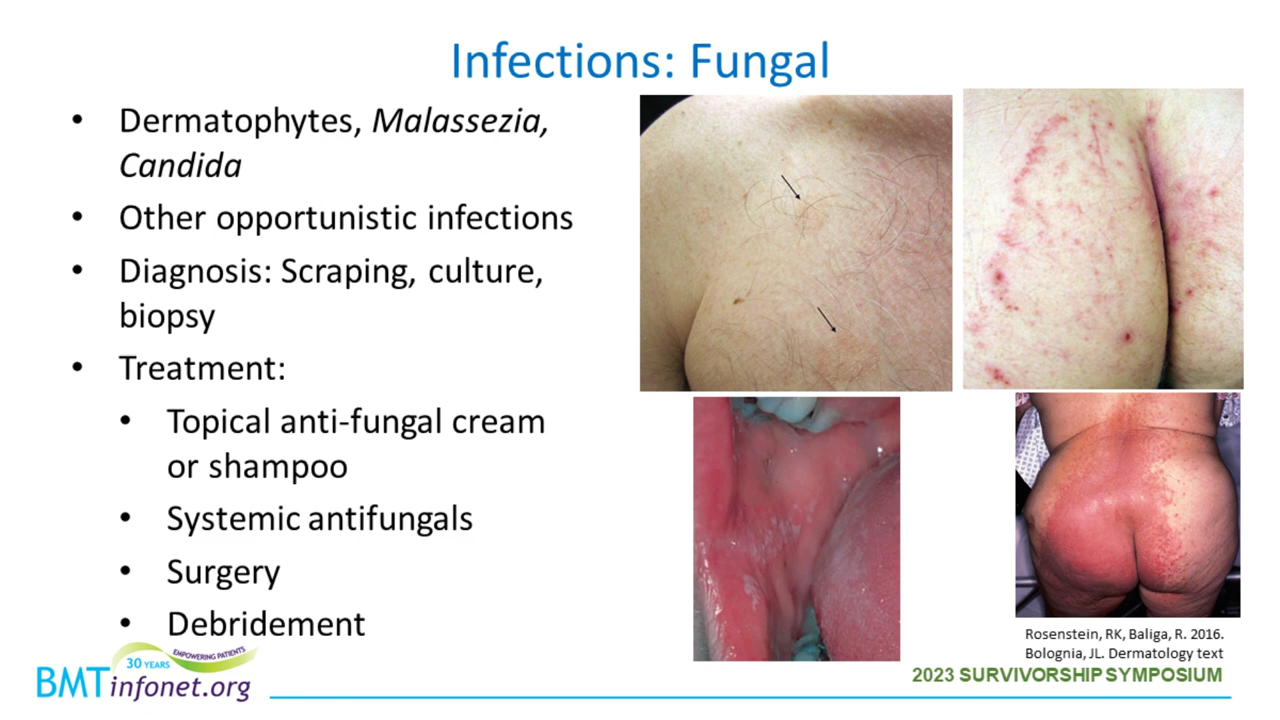 Infections: Fungal
• Dermatophytes, Malassezia,
Candida
• Other opportunistic infections
• Diagnosis: Scraping, culture,
biopsy
• Treatment:
• Topical anti-fungal cream
or shampoo
• Systemic antifungals
• Surgery
• Debridement
Rosenstein, RK, Baliga, R. 2016.
Bolognia, JL. Dermatology text
2023 SURVIVORSHIP SYMPOSIUM
30 YEARS
EMPOWERING PATIENTS
BMTinfonet.org